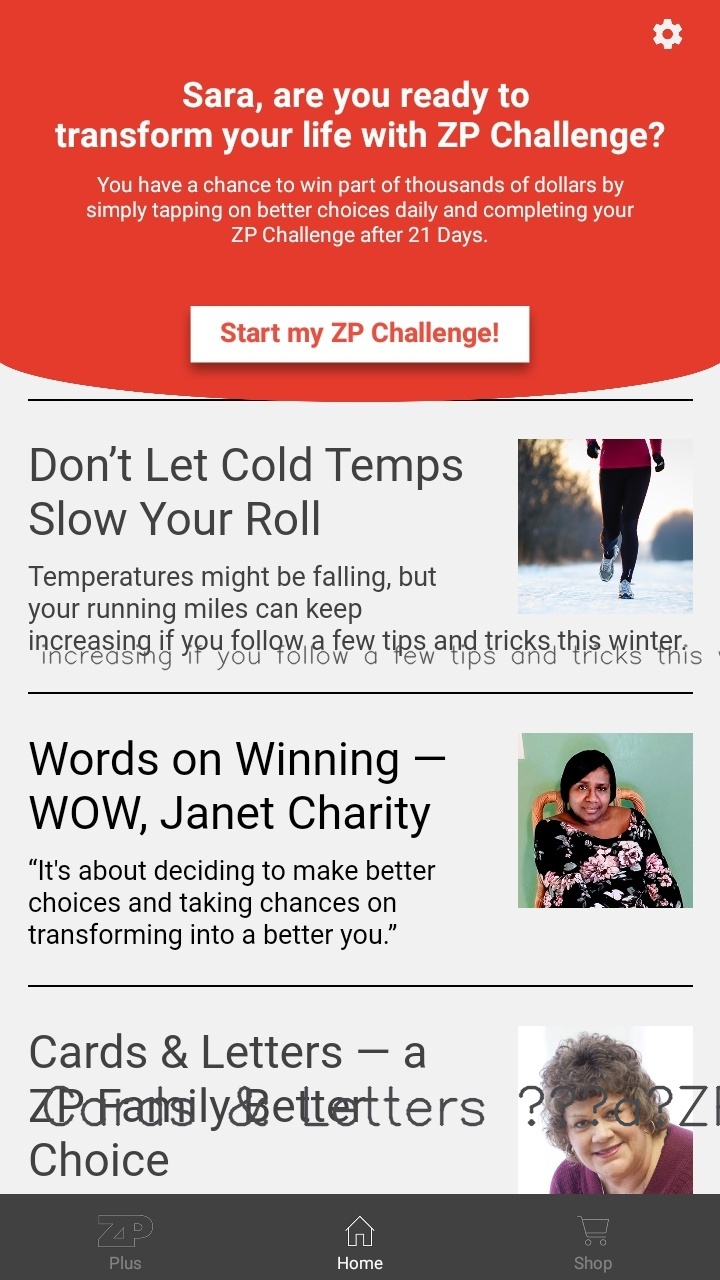 Sara, are you ready to
transform your life with ZP Challenge?
You have a chance to win part of thousands of dollars by
simply tapping on better choices daily and completing your
ZP Challenge after 21 Days.
Start my ZP Challenge!
Don’t Let Cold Temps
Slow Your Roll
Temperatures might be falling, but
your running miles can keep
increasing if you follow a few tips and tricks this winter.
increasing if you follow a few tips and tricks this
Words on Winning —
WOW, Janet Charity
“It's about deciding to make better
choices and taking chances on
transforming into a better you.”
Cards & Letters — a
ZP Family Better
Cards & Letters ???a?ZP
Choice
ZP
Plus
Home
Shop